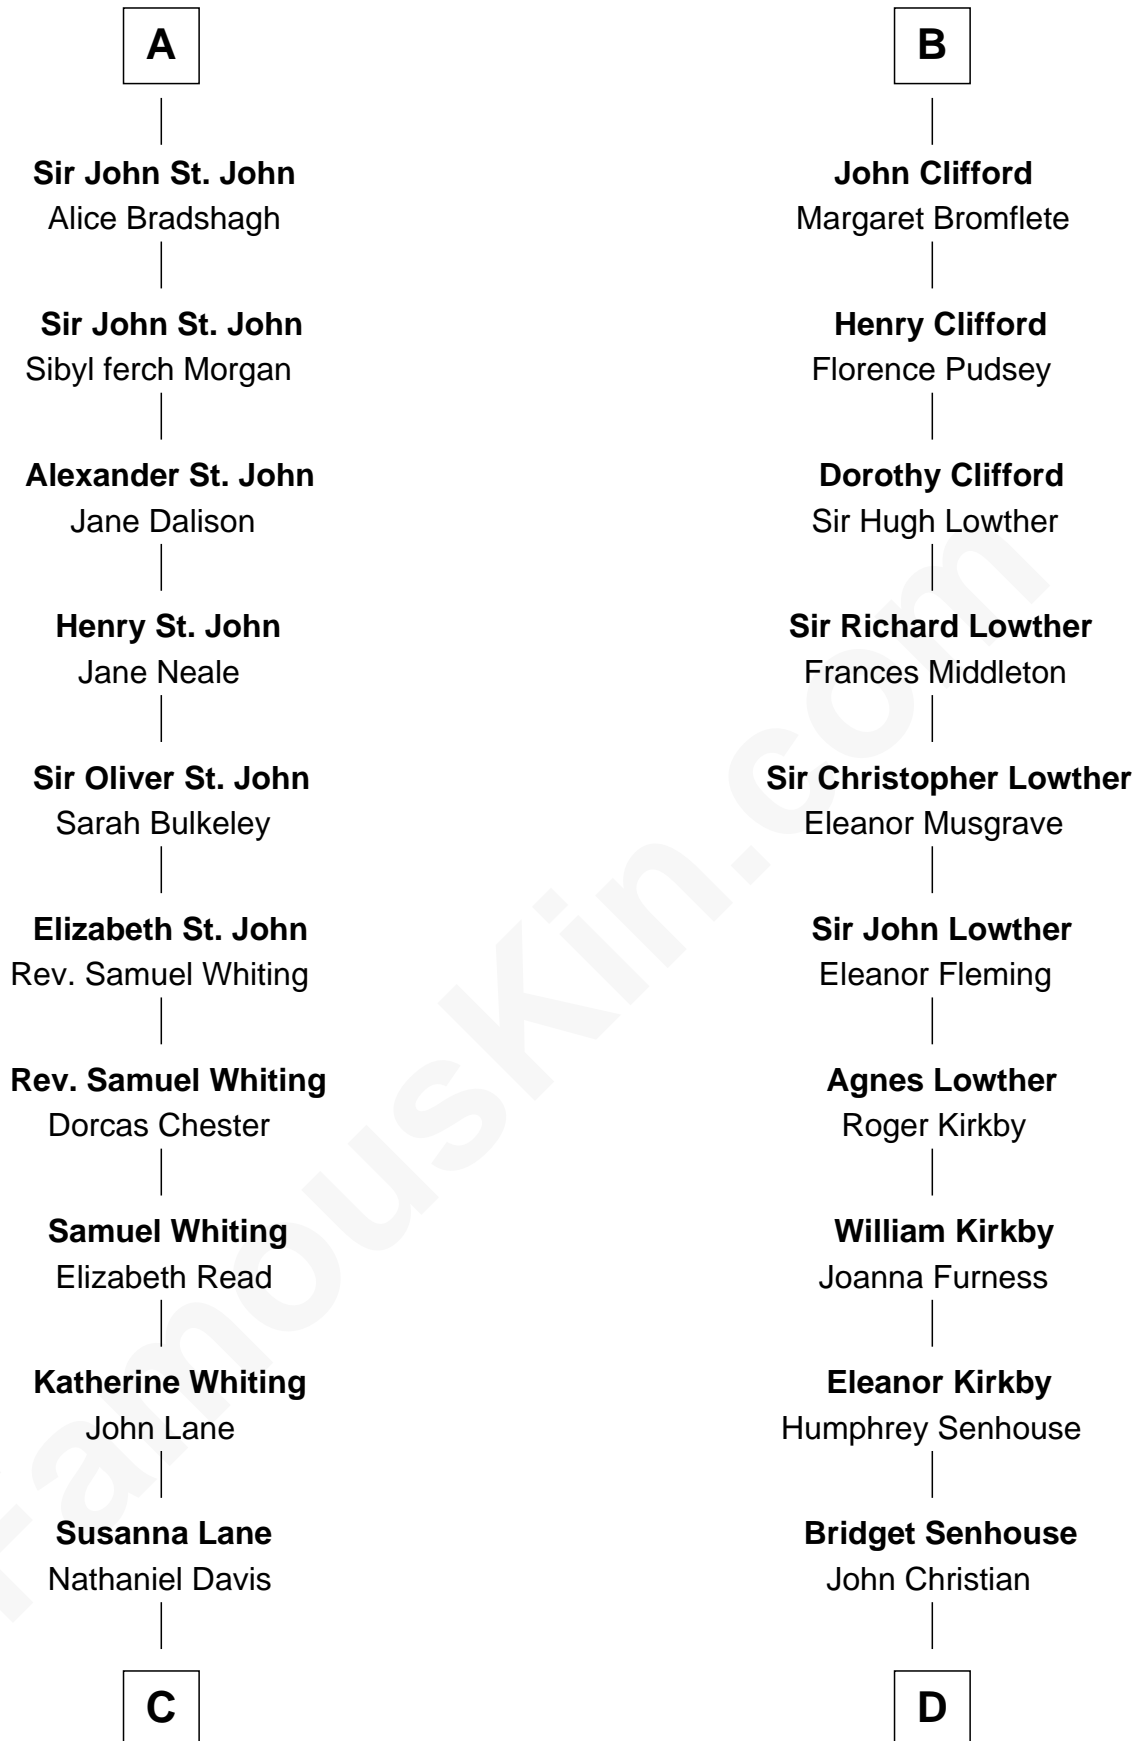 A
Sir John St. John
Alice Bradshagh
Sir John St. John
Sibyl ferch Morgan
Alexander St. John
Jane Dalison
Henry St. John
Jane Neale
Sir Oliver St. John
Sarah Bulkeley
Elizabeth St. John
Rev. Samuel Whiting
Rev. Samuel Whiting
Dorcas Chester
Samuel Whiting
Elizabeth Read
Katherine Whiting
John Lane
Susanna Lane
Nathaniel Davis
C
B
John Clifford
Margaret Bromflete
Henry Clifford
Florence Pudsey
Dorothy Clifford
Sir Hugh Lowther
Sir Richard Lowther
Frances Middleton
Sir Christopher Lowther
Eleanor Musgrave
Sir John Lowther
Eleanor Fleming
Agnes Lowther
Roger Kirkby
William Kirkby
Joanna Furness
Eleanor Kirkby
Humphrey Senhouse
Bridget Senhouse
John Christian
D
FamousKin.com